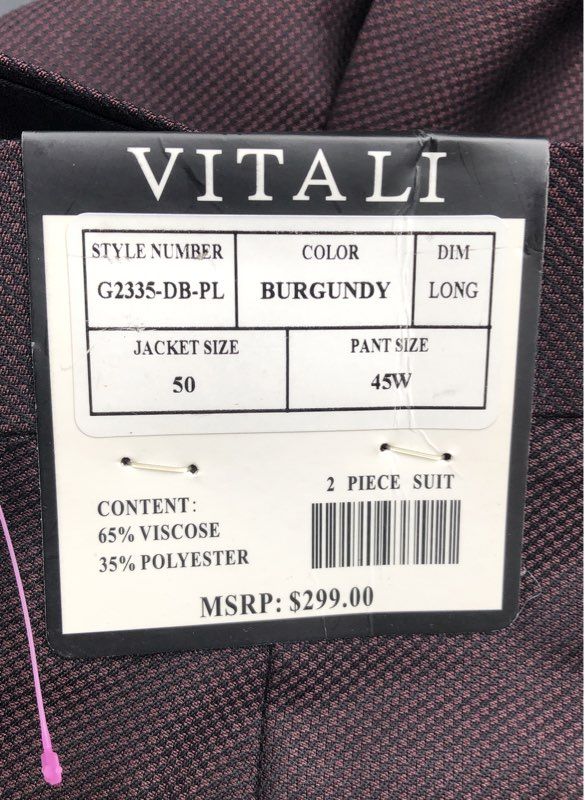 VITALI
STYLE NUMBER COLOR DIM
G2335-DB-PL BURGUNDY LONG
JACKET SIZE PANT SIZE
50 45W
2 PIECE SUIT
CONTENT:
65% VISCOSE
35% POLYESTER
MSRP: $299.00